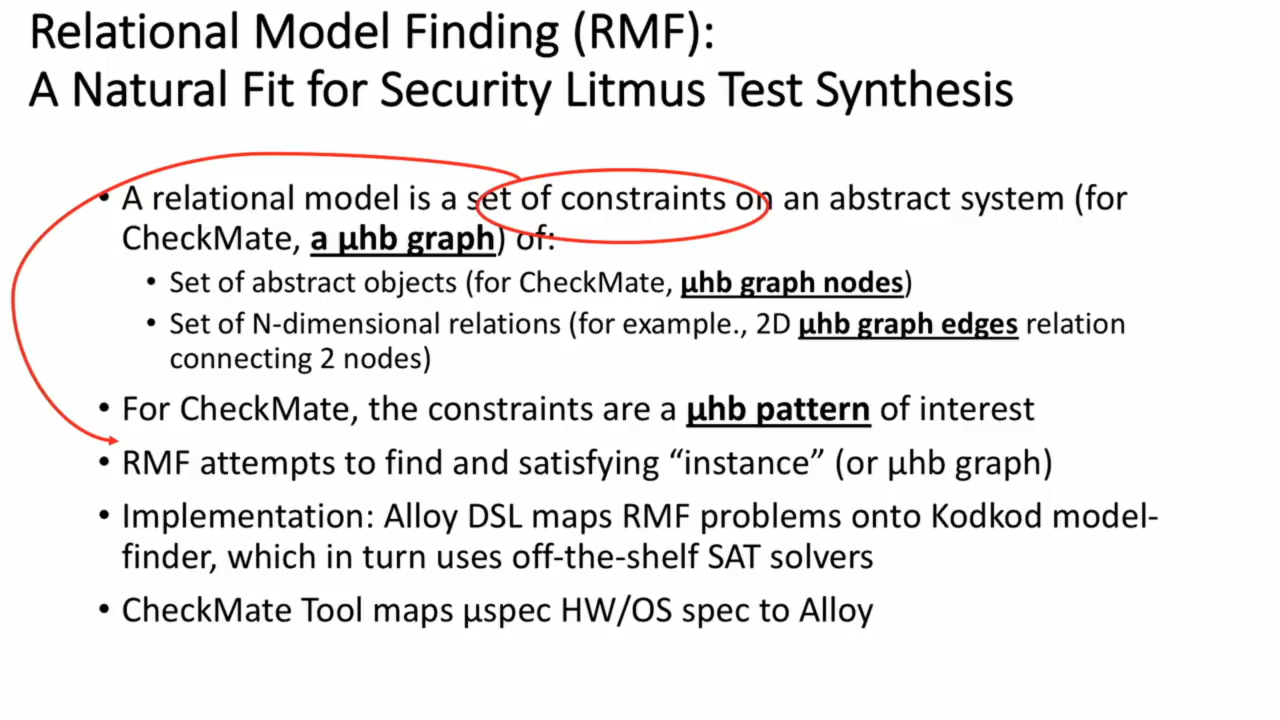 Relational Model Finding (RMF):
A Natural Fit for Security Litmus Test Synthesis
• A relational model is a set of constraints on an abstract system (for
CheckMate, a μhb graph) of:
• Set of abstract objects (for CheckMate, μhb graph nodes)
• Set of N-dimensional relations (for example., 2D μhb graph edges relation
connecting 2 nodes)
• For CheckMate, the constraints are a μhb pattern of interest
• RMF attempts to find and satisfying “instance” (or μhb graph)
• Implementation: Alloy DSL maps RMF problems onto Kodkod model-
finder, which in turn uses off-the-shelf SAT solvers
• CheckMate Tool maps μspec HW/OS spec to Alloy